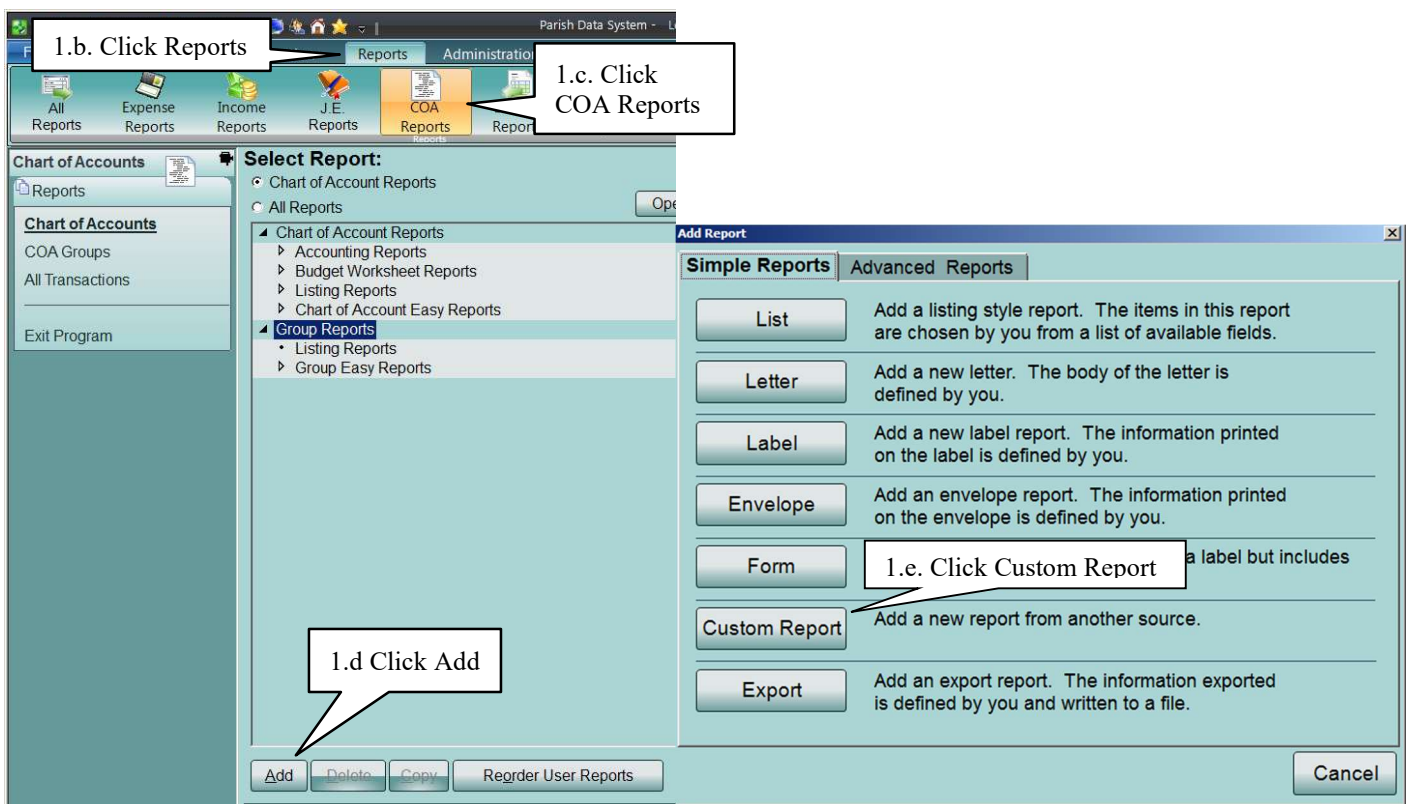 Parish Data System -
1.b. Click Reports
Reports
Administration
1.c. Click
COA Reports
All
Reports
Expense
Reports
Income
Reports
J.E.
Reports
COA
Reports
Reports
Chart of Accounts
Reports
Chart of Accounts
COA Groups
All Transactions
Exit Program
Select Report:
Chart of Account Reports
All Reports
Chart of Account Reports
Accounting Reports
Budget Worksheet Reports
Listing Reports
Chart of Account Easy Reports
Group Reports
Listing Reports
Group Easy Reports
1.d Click Add
Add
Delete
Copy
Reorder User Reports
Add Report
Simple Reports
Advanced Reports
List
Add a listing style report. The items in this report
are chosen by you from a list of available fields.
Letter
Add a new letter. The body of the letter is
defined by you.
Label
Add a new label report. The information printed
on the label is defined by you.
Envelope
Add an envelope report. The information printed
on the envelope is defined by you.
Form
a label but includes
1.e. Click Custom Report
Custom Report
Add a new report from another source.
Export
Add an export report. The information exported
is defined by you and written to a file.
Cancel